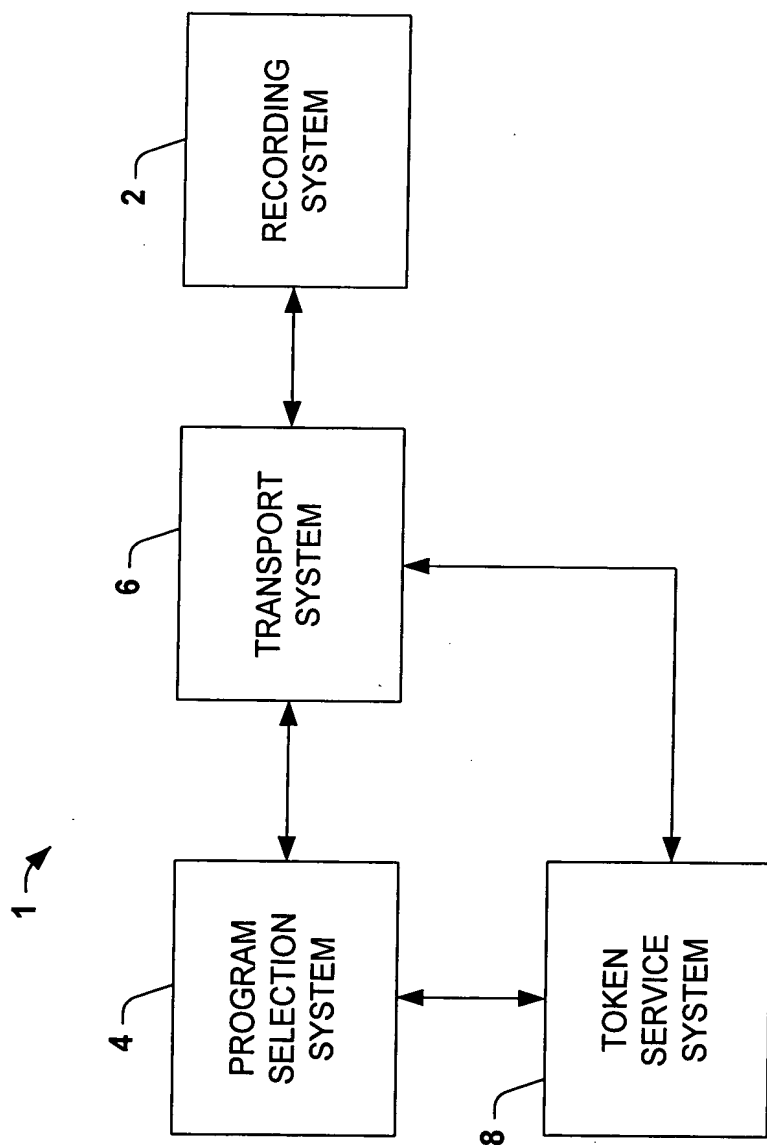 1
4
PROGRAM
SELECTION
SYSTEM
6
TRANSPORT
SYSTEM
2
RECORDING
SYSTEM
8
TOKEN
SERVICE
SYSTEM